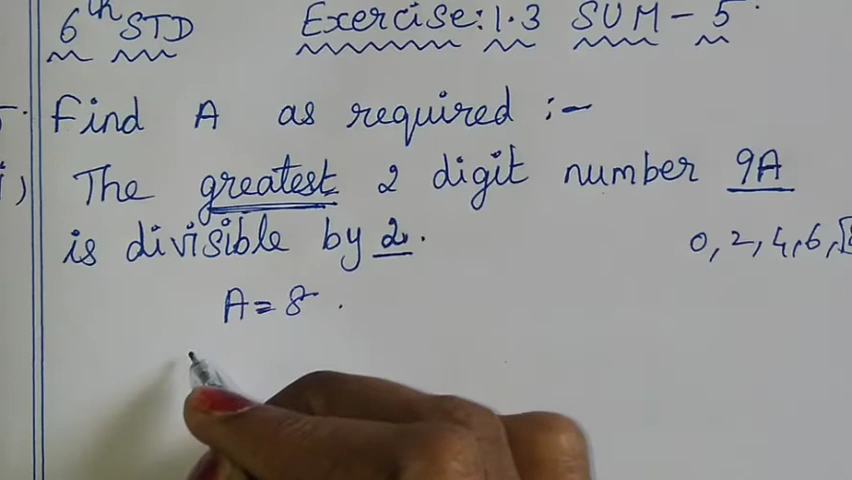 6th STD Exercise: 1.3 SUM - 5
Find A as required :-
i) The greatest 2 digit number 9A
is divisible by 2.
0, 2, 4, 6,
A = 8.